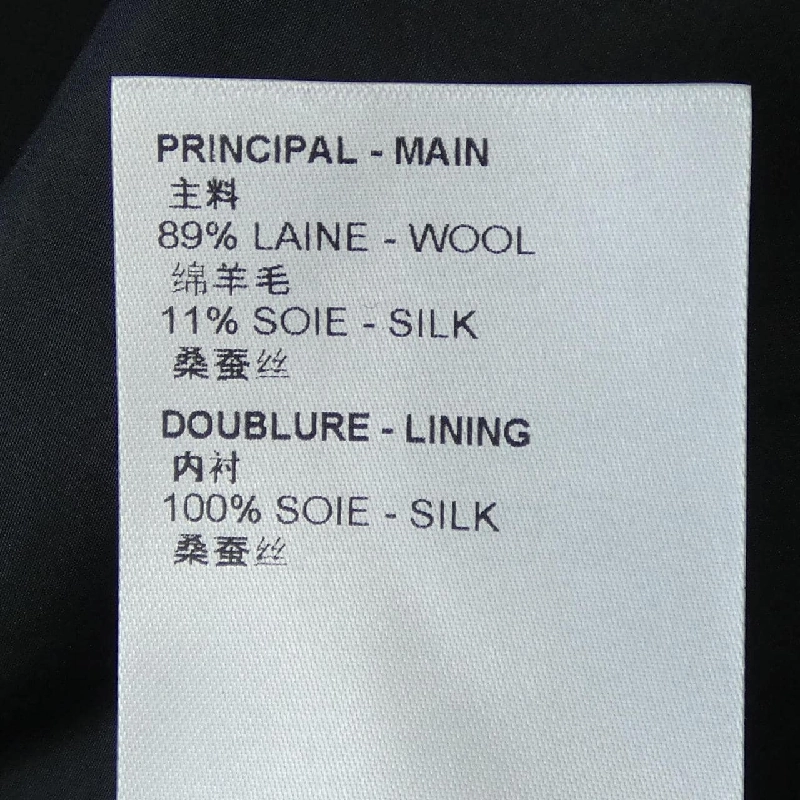 PRINCIPAL - MAIN
主料
89% LAINE - WOOL
绵羊毛
11% SOIE - SILK
桑蚕丝
DOUBLURE - LINING
内衬
100% SOIE - SILK
桑蚕丝